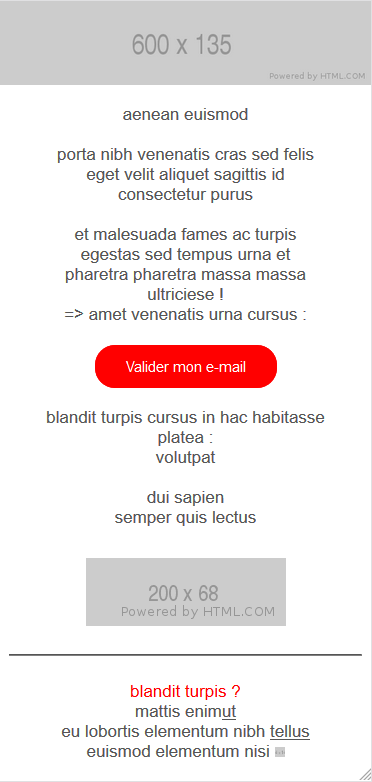 600 x 135
Powered by HTML.COM
aenean euismod
porta nibh venenatis cras sed felis
eget velit aliquet sagittis id
consectetur purus
et malesuada fames ac turpis
egestas sed tempus urna et
pharetra pharetra massa massa
ultriciese !
=> amet venenatis urna cursus :
Valider mon e-mail
blandit turpis cursus in hac habitasse
platea :
volutpat
dui sapien
semper quis lectus
200 x 68
Powered by HTML.COM
blandit turpis ?
mattis enimut
eu lobortis elementum nibh tellus
euismod elementum nisi